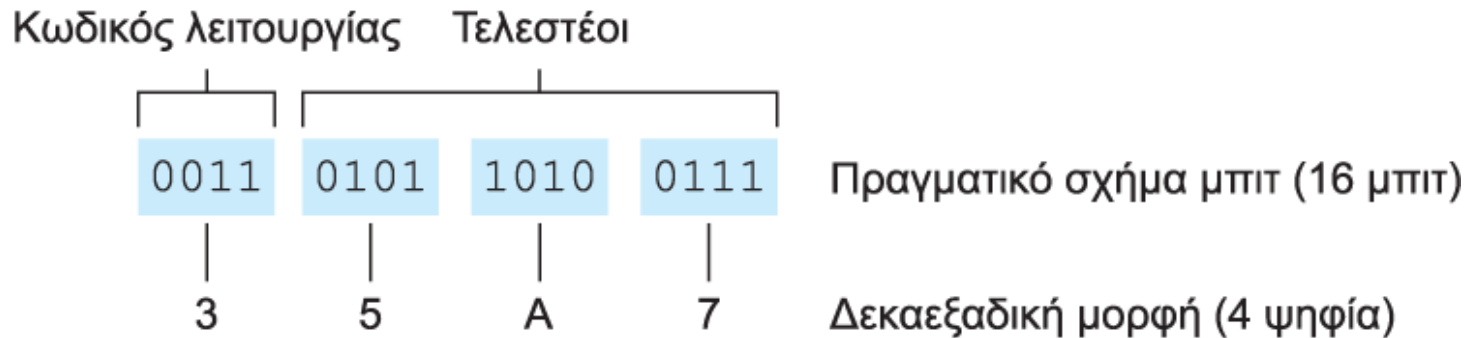 Κωδικός λειτουργίας Τελεστέοι
0011 0101 1010 0111 Πραγματικό σχήμα μπιτ (16 μπιτ)
3 5 A 7 Δεκαεξαδική μορφή (4 ψηφία)